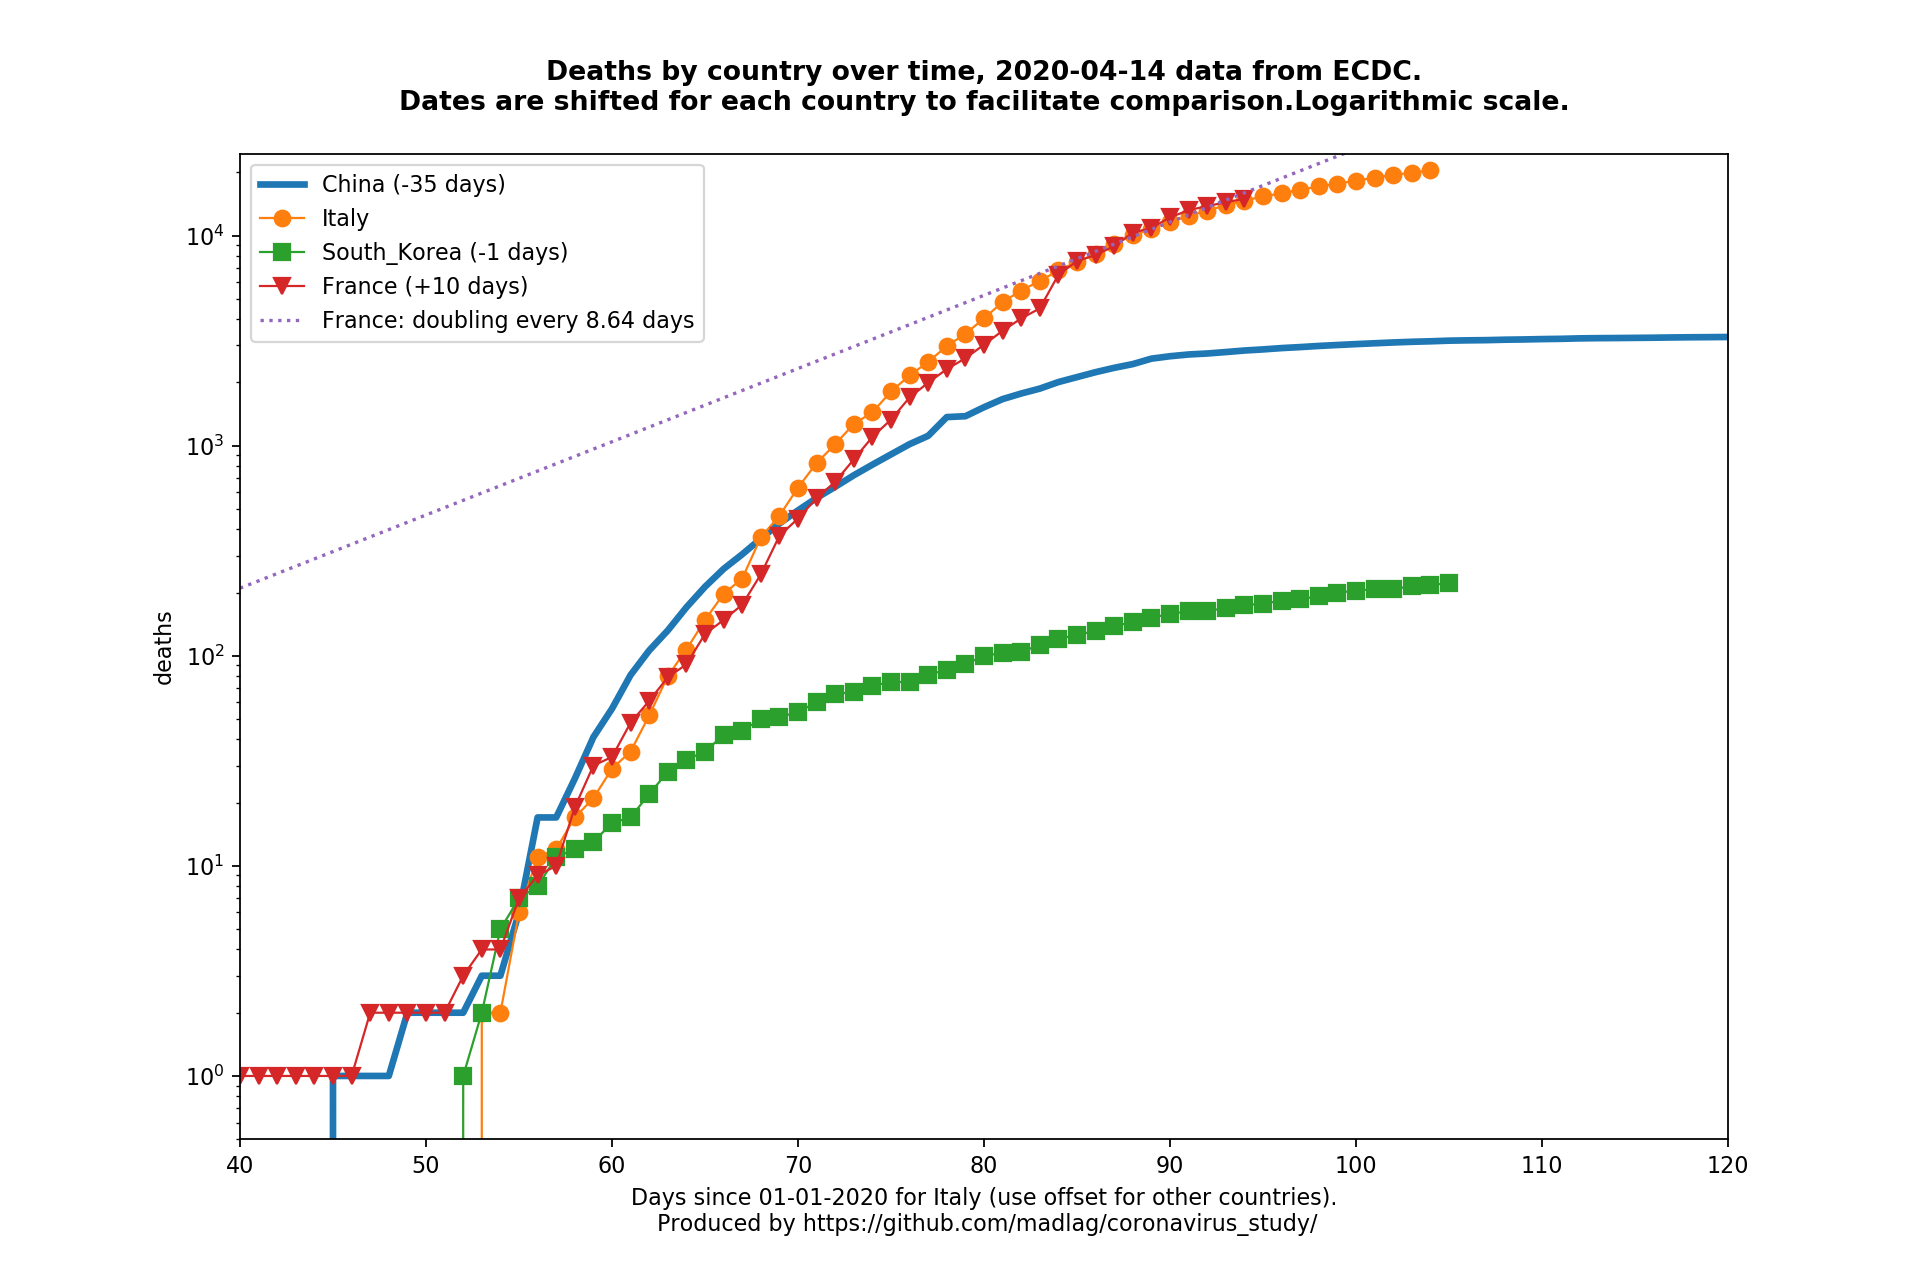 Deaths by country over time, 2020-04-14 data from ECDC.
Dates are shifted for each country to facilitate comparison.Logarithmic scale.
China (-35 days)
Italy
South_Korea (-1 days)
France (+10 days)
France: doubling every 8.64 days
deaths
10⁴
10³
10²
10¹
10⁰
40 50 60 70 80 90 100 110 120
Days since 01-01-2020 for Italy (use offset for other countries).
Produced by https://github.com/madlag/coronavirus_study/